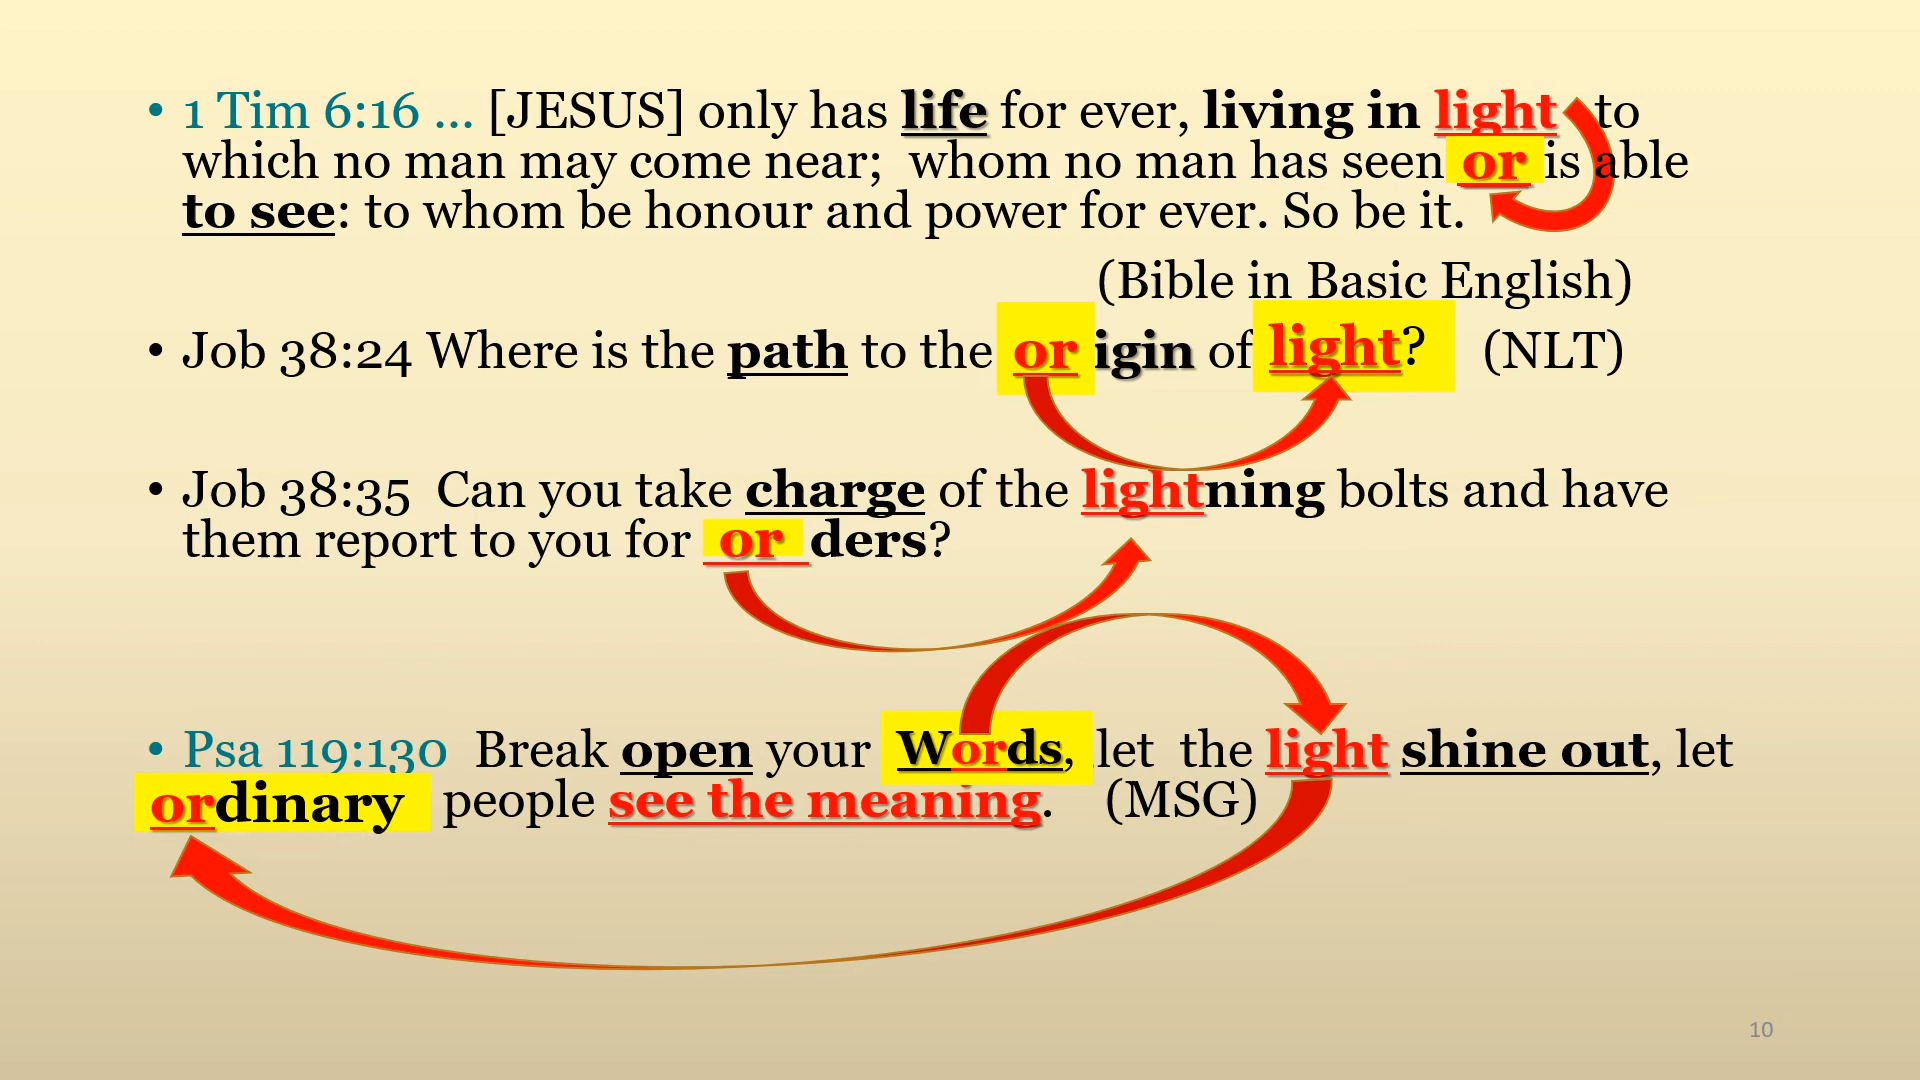 • 1 Tim 6:16 ... [JESUS] only has life for ever, living in light to
which no man may come near; whom no man has seen or is able
to see: to whom be honour and power for ever. So be it.
(Bible in Basic English)
• Job 38:24 Where is the path to the or igin of light? (NLT)
• Job 38:35 Can you take charge of the lightning bolts and have
them report to you for or ders?
• Psa 119:130 Break open your Words, let the light shine out, let
ordinary people see the meaning. (MSG)
10